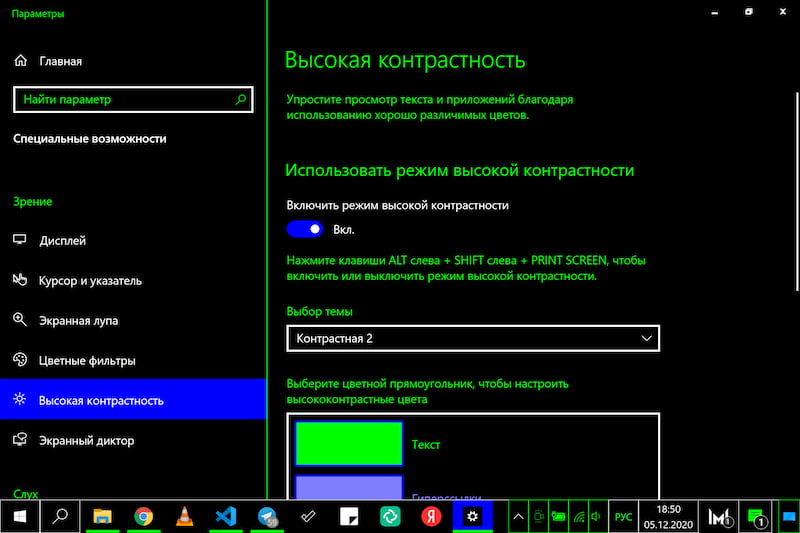 Параметры
Главная
Найти параметр
Специальные возможности
Зрение
Дисплей
Курсор и указатель
Экранная лупа
Цветные фильтры
Высокая контрастность
Экранный диктор
Слух
Высокая контрастность
Упростите просмотр текста и приложений благодаря
использованию хорошо различимых цветов.
Использовать режим высокой контрастности
Включить режим высокой контрастности
Вкл.
Нажмите клавиши ALT слева + SHIFT слева + PRINT SCREEN, чтобы
включить или выключить режим высокой контрастности.
Выбор темы
Контрастная 2
Выберите цветной прямоугольник, чтобы настроить
высококонтрастные цвета
Текст
Гиперссылки
59
Я
РУС
18:50
05.12.2020
M
1
1